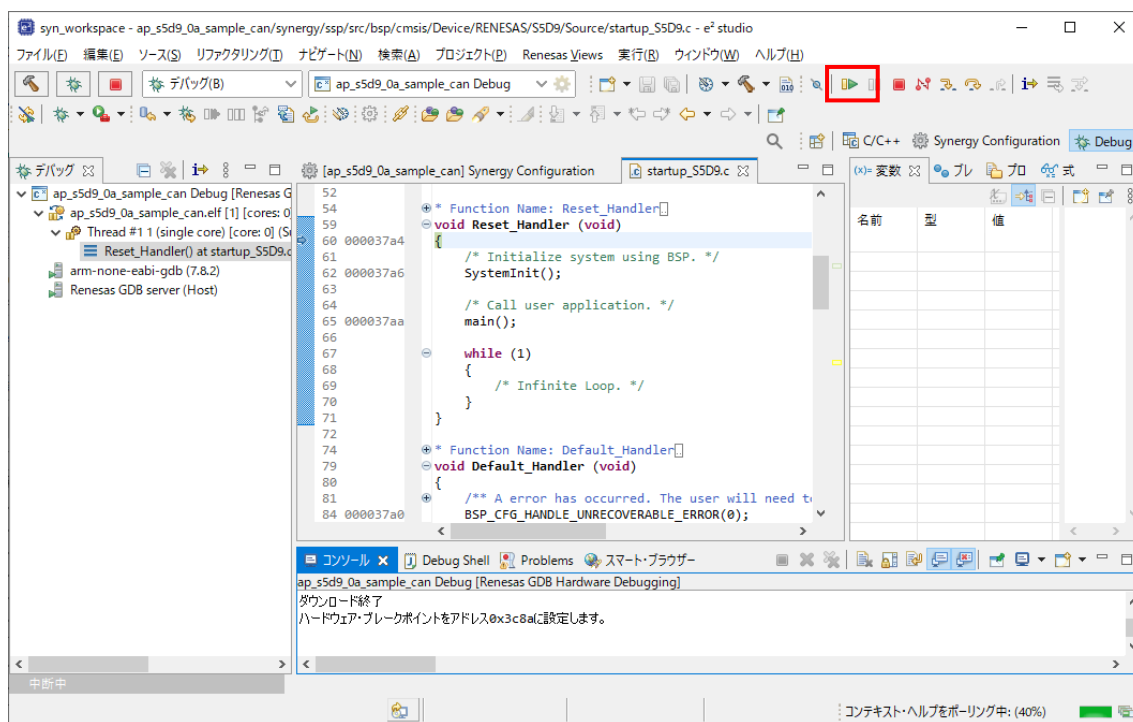 syn_workspace - ap_s5d9_0a_sample_can/synergy/ssp/src/bsp/cmsis/Device/RENESAS/S5D9/Source/startup_S5D9.c - e² studio
ファイル(F) 編集(E) ソース(S) リファクタリング(T) ナビゲート(N) 検索(A) プロジェクト(P) Renesas Views 実行(R) ウィンドウ(W) ヘルプ(H)
デバッグ(B) ap_s5d9_0a_sample_can Debug
C/C++ Synergy Configuration Debug
デバッグ
[ap_s5d9_0a_sample_can] Synergy Configuration startup_S5D9.c
(x)= 変数 ブレ プロ 式
ap_s5d9_0a_sample_can Debug [Renesas G
ap_s5d9_0a_sample_can.elf [1] [cores: 0
Thread #1 1 (single core) [core: 0] (S
Reset_Handler() at startup_S5D9.c
arm-none-eabi-gdb (7.8.2)
Renesas GDB server (Host)
52
54 * Function Name: Reset_Handler
59 void Reset_Handler (void)
60 000037a4 {
61 /* Initialize system using BSP. */
62 000037a6 SystemInit();
63
64 /* Call user application. */
65 000037aa main();
66
67 while (1)
68 {
69 /* Infinite Loop. */
70 }
71 }
72
74 * Function Name: Default_Handler
79 void Default_Handler (void)
80 {
81 /** A error has occurred. The user will need t
84 000037a0 BSP_CFG_HANDLE_UNRECOVERABLE_ERROR(0);
名前 型 値
コンソール Debug Shell Problems スマート・ブラウザー
ap_s5d9_0a_sample_can Debug [Renesas GDB Hardware Debugging]
ダウンロード終了
ハードウェア・ブレークポイントをアドレス0x3c8aに設定します。
中断中
コンテキスト・ヘルプをポーリング中: (40%)